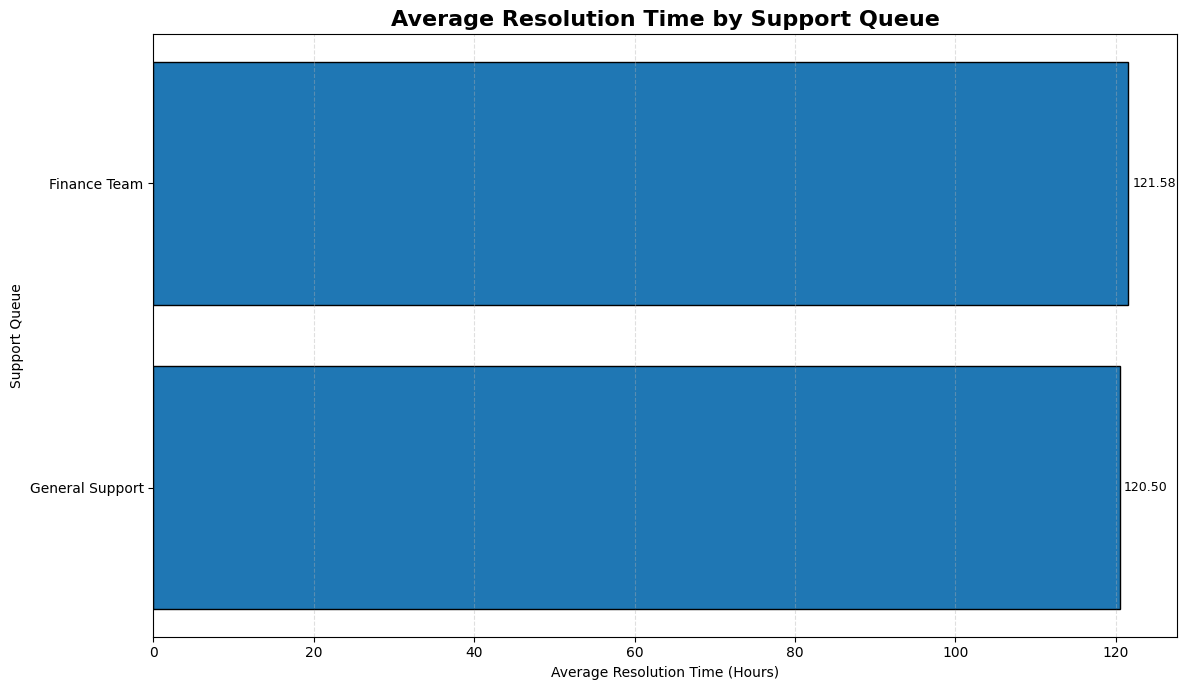 Average Resolution Time by Support Queue
Support Queue
Finance Team
121.58
General Support
120.50
0 20 40 60 80 100 120
Average Resolution Time (Hours)